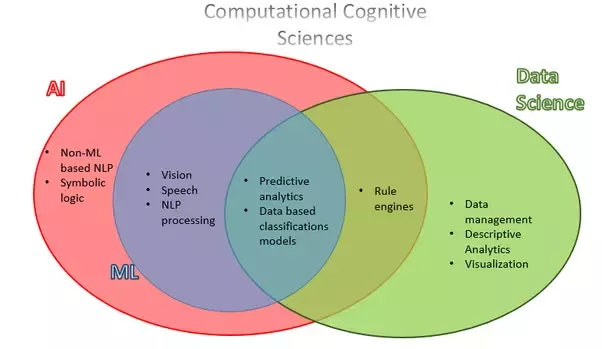 Computational Cognitive
Sciences
AI
Data
Science
• Non-ML
based NLP
• Symbolic
logic
• Vision
• Speech
• NLP
processing
• Predictive
analytics
• Data based
classifications
models
• Rule
engines
• Data
management
• Descriptive
Analytics
• Visualization
ML